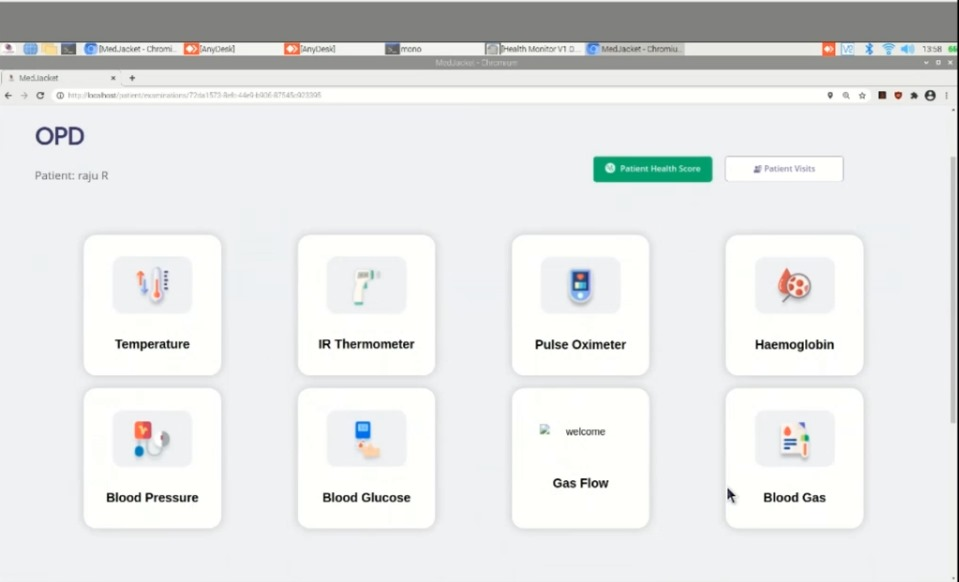 [MedJacket - Chromi... [AnyDesk] [AnyDesk] mono [Health Monitor V1.0... MedJacket - Chromiu... 13:58
MedJacket - Chromium
MedJacket
OPD
Patient: raju R
Patient Health Score
Patient Visits
Temperature
IR Thermometer
Pulse Oximeter
Haemoglobin
welcome
Blood Pressure
Blood Glucose
Gas Flow
Blood Gas